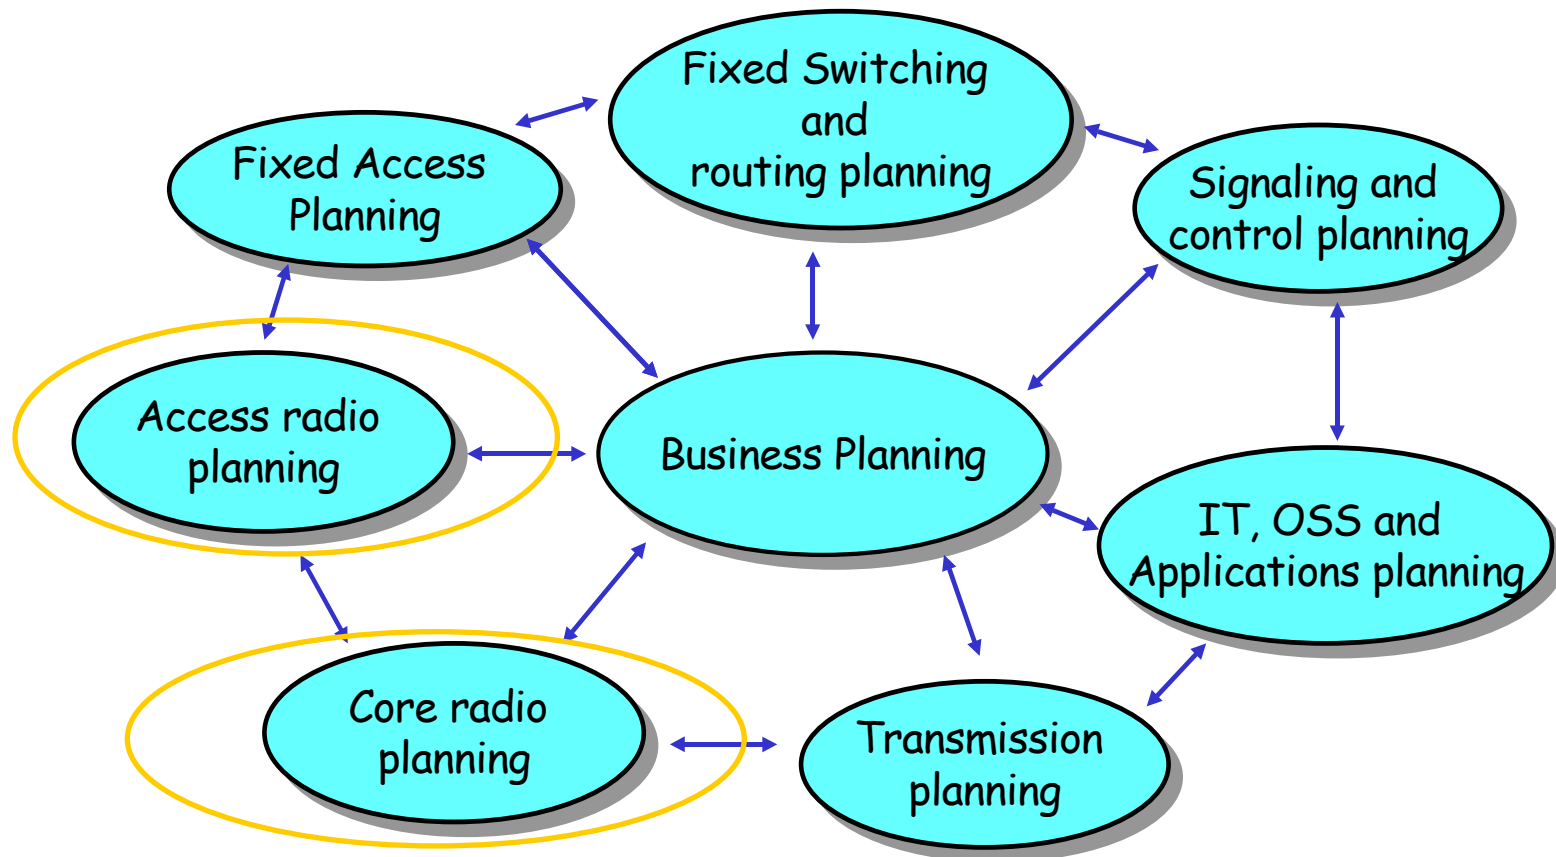 Fixed Switching
and
routing planning
Fixed Access
Planning
Signaling and
control planning
Access radio
planning
Business Planning
IT, OSS and
Applications planning
Core radio
planning
Transmission
planning